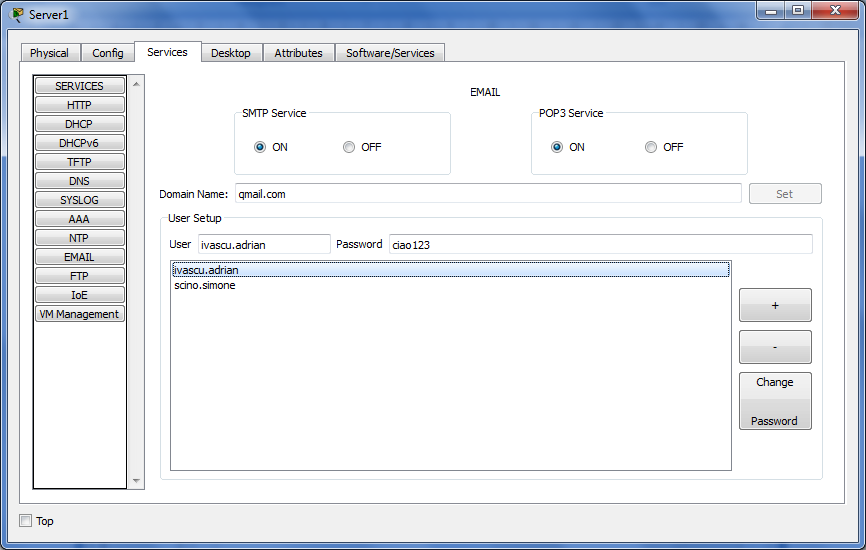 Server1
Physical Config Services Desktop Attributes Software/Services
SERVICES
HTTP
DHCP
DHCPv6
TFTP
DNS
SYSLOG
AAA
NTP
EMAIL
FTP
IoE
VM Management
EMAIL
SMTP Service
ON OFF
POP3 Service
ON OFF
Domain Name: qmail.com Set
User Setup
User ivascu.adrian Password ciao123
ivascu.adrian
scino.simone
+
-
Change
Password
Top